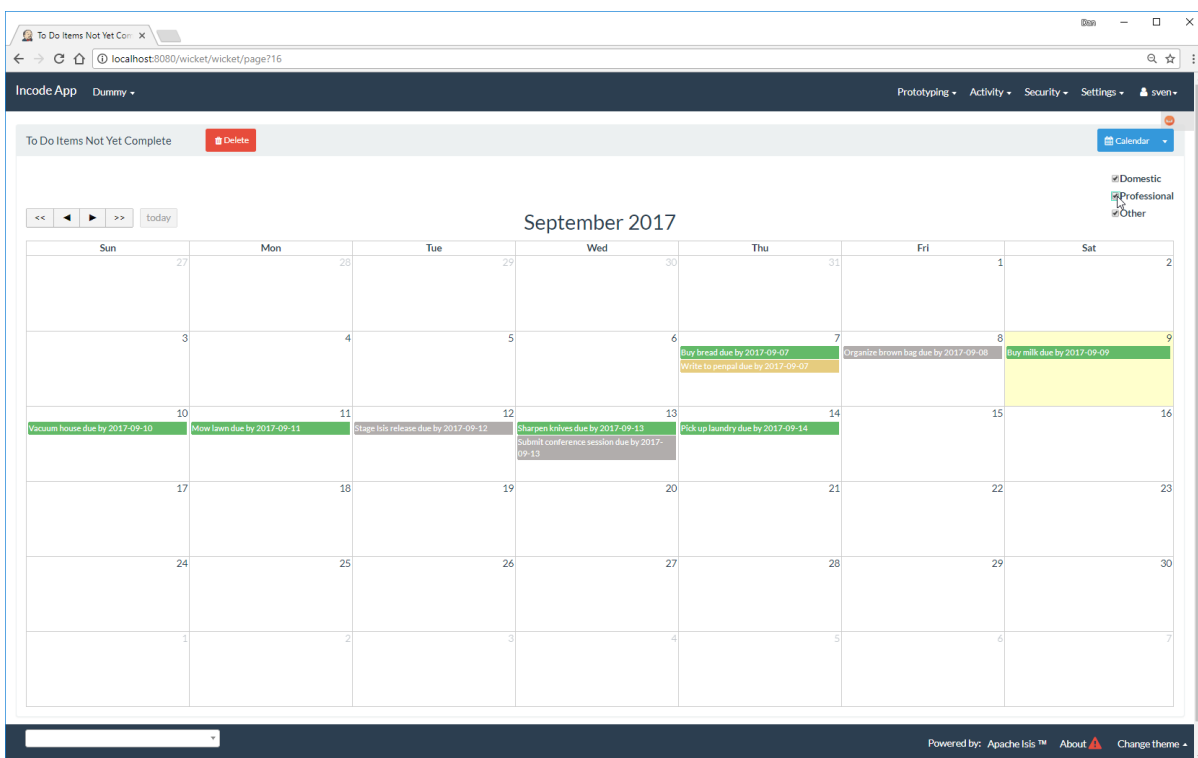 To Do Items Not Yet Com
Dan
localhost:8080/wicket/wicket/page?16
Incode App Dummy Prototyping Activity Security Settings sven
To Do Items Not Yet Complete Delete Calendar
Domestic
Professional
Other
<< >> today
September 2017
Sun Mon Tue Wed Thu Fri Sat
27 28 29 30 31 1 2
3 4 5 6 7 8 9
Buy bread due by 2017-09-07 Organize brown bag due by 2017-09-08 Buy milk due by 2017-09-09
Write to penpal due by 2017-09-07
10 11 12 13 14 15 16
Vacuum house due by 2017-09-10 Mow lawn due by 2017-09-11 Stage Isis release due by 2017-09-12 Sharpen knives due by 2017-09-13 Pick up laundry due by 2017-09-14
Submit conference session due by 2017-
09-13
17 18 19 20 21 22 23
24 25 26 27 28 29 30
1 2 3 4 5 6 7
Powered by: Apache Isis ™ About Change theme